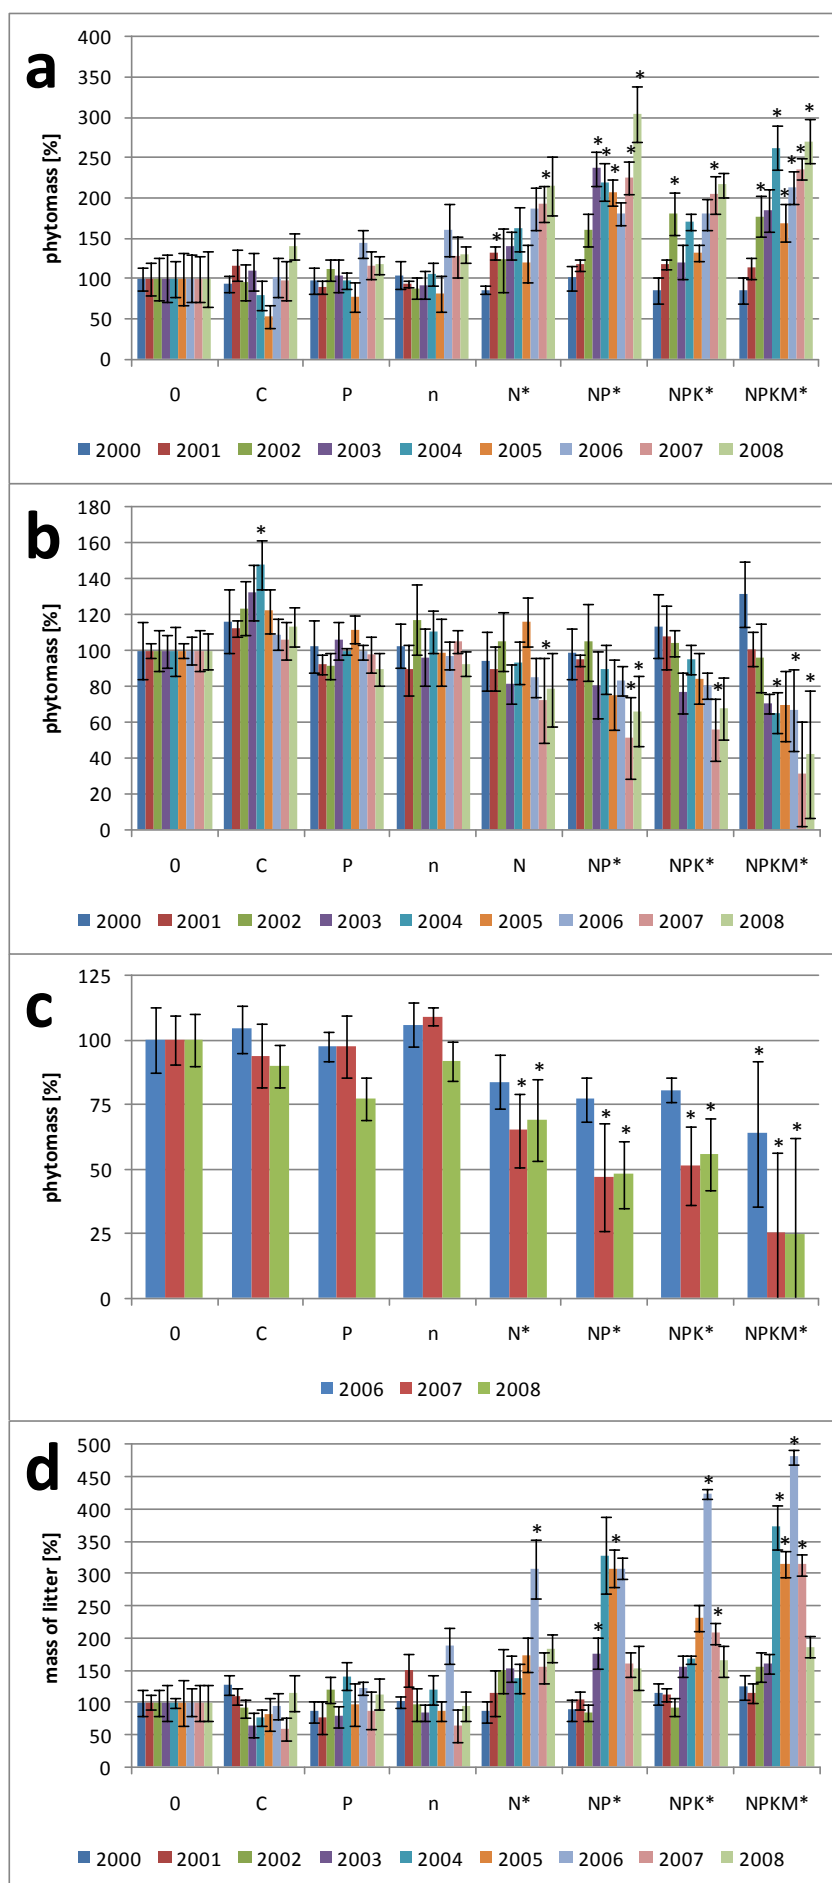 a
phytomass [%]
400
350
300
250
200
150
100
50
0
* * * * * * * * * * * * * * * *
0 C P n N* NP* NPK* NPKM*
2000 2001 2002 2003 2004 2005 2006 2007 2008
b
phytomass [%]
180
160
140
120
100
80
60
40
20
0
* * * * * * * * *
0 C P n N NP* NPK* NPKM*
2000 2001 2002 2003 2004 2005 2006 2007 2008
c
phytomass [%]
125
100
75
50
25
0
* * * * * * * * *
0 C P n N* NP* NPK* NPKM*
2006 2007 2008
d
mass of litter [%]
500
450
400
350
300
250
200
150
100
50
0
* * * * * * * * *
0 C P n N* NP* NPK* NPKM*
2000 2001 2002 2003 2004 2005 2006 2007 2008